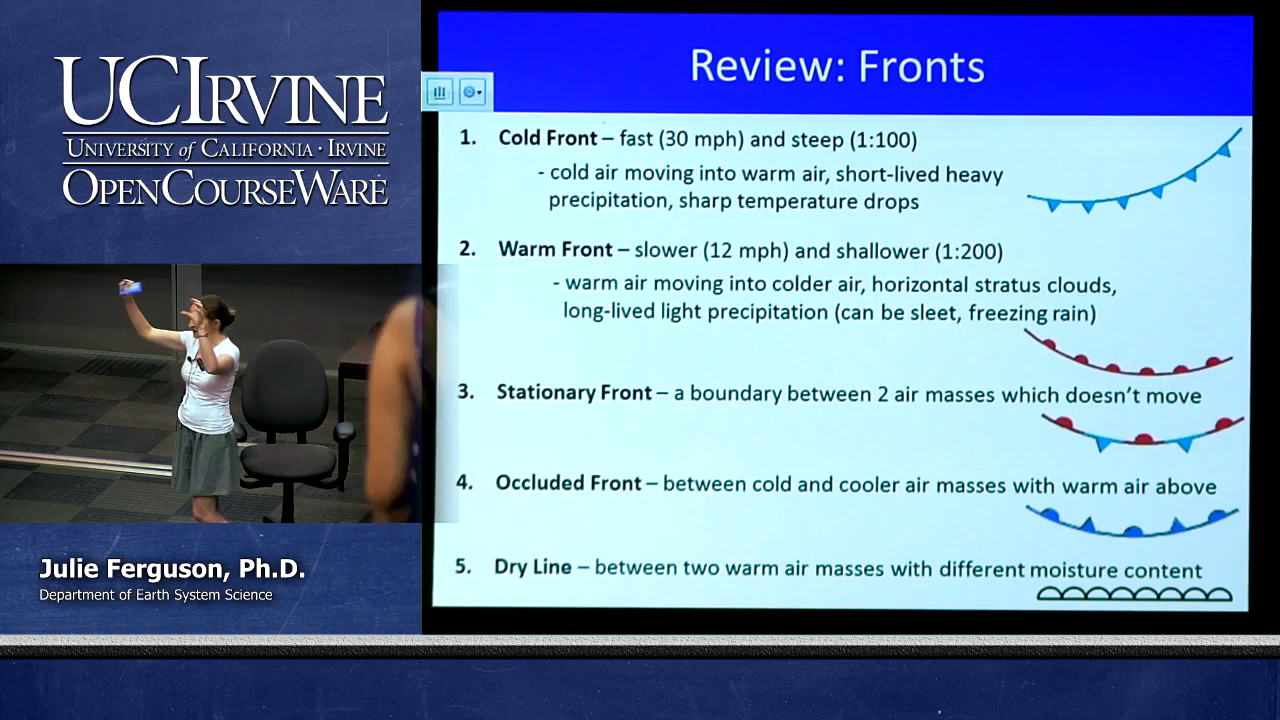 UCIRVINE
UNIVERSITY of CALIFORNIA · IRVINE
OPENCOURSEWARE
Review: Fronts
1. Cold Front – fast (30 mph) and steep (1:100)
- cold air moving into warm air, short-lived heavy
precipitation, sharp temperature drops
2. Warm Front – slower (12 mph) and shallower (1:200)
- warm air moving into colder air, horizontal stratus clouds,
long-lived light precipitation (can be sleet, freezing rain)
3. Stationary Front – a boundary between 2 air masses which doesn't move
4. Occluded Front – between cold and cooler air masses with warm air above
5. Dry Line – between two warm air masses with different moisture content
Julie Ferguson, Ph.D.
Department of Earth System Science